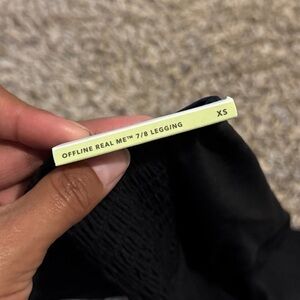 OFFLINE REAL ME™ 7/8 LEGGING XS